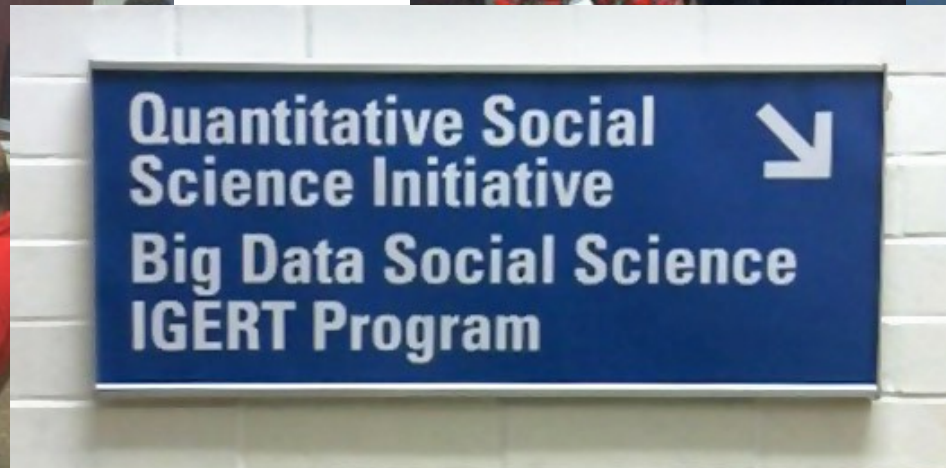 Quantitative Social
Science Initiative
Big Data Social Science
IGERT Program